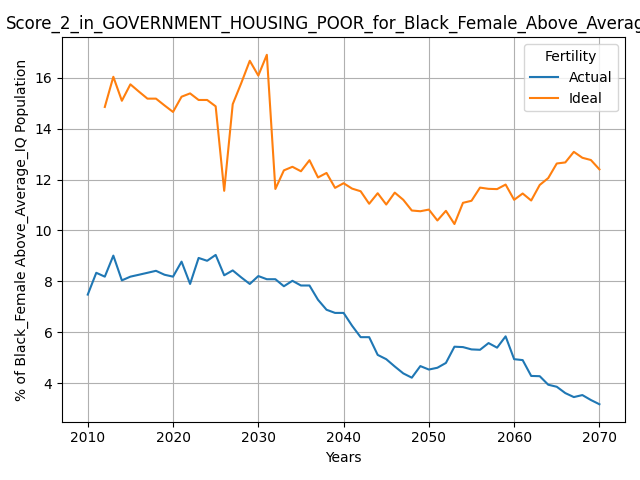 Score_2_in_GOVERNMENT_HOUSING_POOR_for_Black_Female_Above_Averag
Fertility
Actual
Ideal
% of Black_Female Above_Average_IQ Population
16
14
12
10
8
6
4
2010 2020 2030 2040 2050 2060 2070
Years